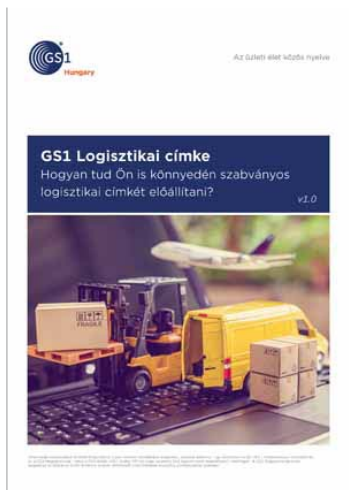 GS1
Hungary
Az üzleti élet közös nyelve
GS1 Logisztikai címke
Hogyan tud Ön is könnyedén szabványos
logisztikai címkét előállítani?
v1.0
FRAGILE